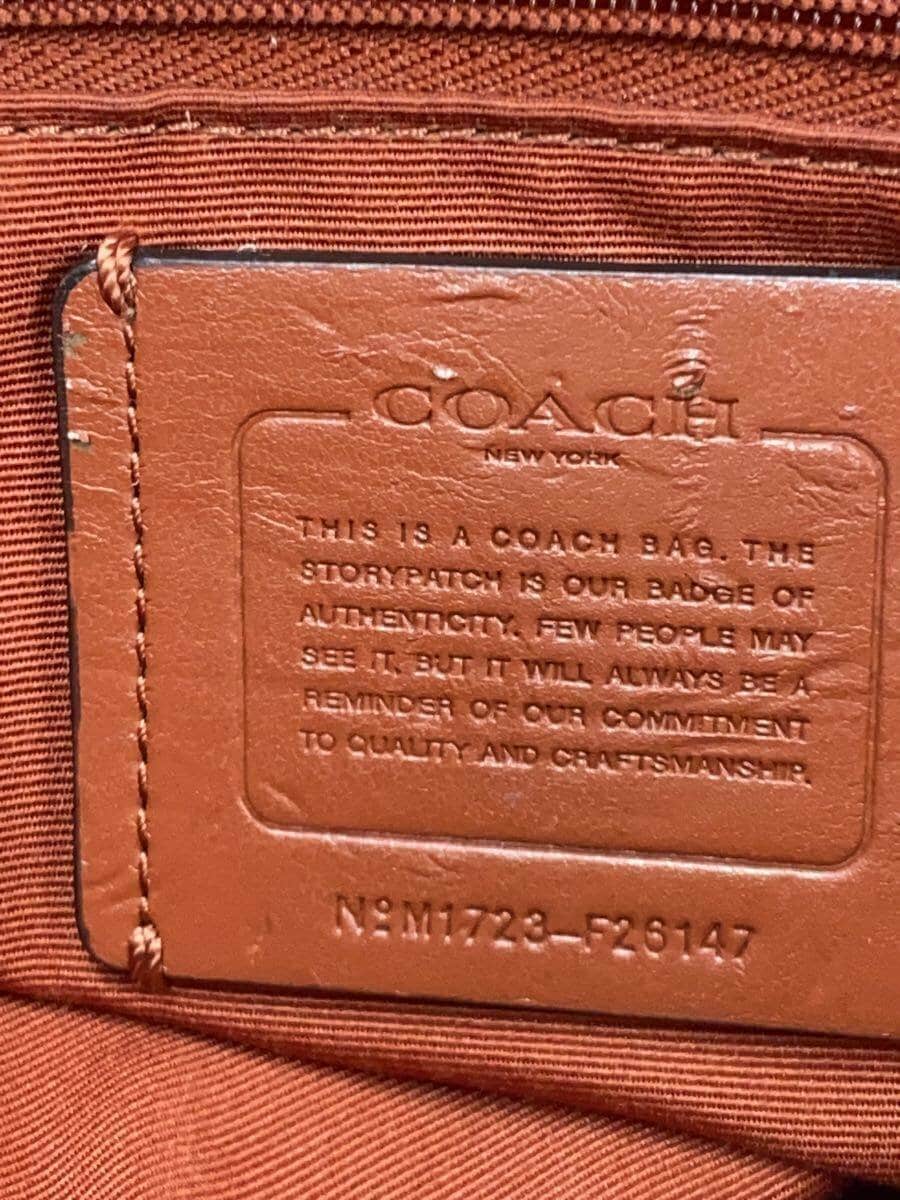 COACH
NEW YORK
THIS IS A COACH BAG. THE
STORYPATCH IS OUR BADGE OF
AUTHENTICITY. FEW PEOPLE MAY
SEE IT, BUT IT WILL ALWAYS BE A
REMINDER OF OUR COMMITMENT
TO QUALITY AND CRAFTSMANSHIP.
Nº M1723-F26147